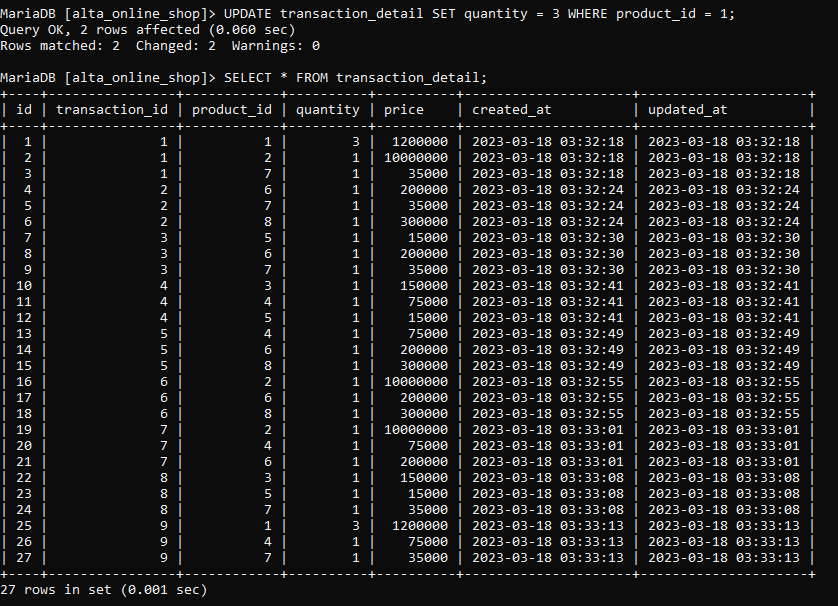 MariaDB [alta_online_shop]> UPDATE transaction_detail SET quantity = 3 WHERE product_id = 1;
Query OK, 2 rows affected (0.060 sec)
Rows matched: 2  Changed: 2  Warnings: 0

MariaDB [alta_online_shop]> SELECT * FROM transaction_detail;
+----+----------------+------------+----------+----------+---------------------+---------------------+
| id | transaction_id | product_id | quantity | price    | created_at          | updated_at          |
+----+----------------+------------+----------+----------+---------------------+---------------------+
|  1 |              1 |          1 |        3 |  1200000 | 2023-03-18 03:32:18 | 2023-03-18 03:32:18 |
|  2 |              1 |          2 |        1 | 10000000 | 2023-03-18 03:32:18 | 2023-03-18 03:32:18 |
|  3 |              1 |          7 |        1 |    35000 | 2023-03-18 03:32:18 | 2023-03-18 03:32:18 |
|  4 |              2 |          6 |        1 |   200000 | 2023-03-18 03:32:24 | 2023-03-18 03:32:24 |
|  5 |              2 |          7 |        1 |    35000 | 2023-03-18 03:32:24 | 2023-03-18 03:32:24 |
|  6 |              2 |          8 |        1 |   300000 | 2023-03-18 03:32:24 | 2023-03-18 03:32:24 |
|  7 |              3 |          5 |        1 |    15000 | 2023-03-18 03:32:30 | 2023-03-18 03:32:30 |
|  8 |              3 |          6 |        1 |   200000 | 2023-03-18 03:32:30 | 2023-03-18 03:32:30 |
|  9 |              3 |          7 |        1 |    35000 | 2023-03-18 03:32:30 | 2023-03-18 03:32:30 |
| 10 |              4 |          3 |        1 |   150000 | 2023-03-18 03:32:41 | 2023-03-18 03:32:41 |
| 11 |              4 |          4 |        1 |    75000 | 2023-03-18 03:32:41 | 2023-03-18 03:32:41 |
| 12 |              4 |          5 |        1 |    15000 | 2023-03-18 03:32:41 | 2023-03-18 03:32:41 |
| 13 |              5 |          4 |        1 |    75000 | 2023-03-18 03:32:49 | 2023-03-18 03:32:49 |
| 14 |              5 |          6 |        1 |   200000 | 2023-03-18 03:32:49 | 2023-03-18 03:32:49 |
| 15 |              5 |          8 |        1 |   300000 | 2023-03-18 03:32:49 | 2023-03-18 03:32:49 |
| 16 |              6 |          2 |        1 | 10000000 | 2023-03-18 03:32:55 | 2023-03-18 03:32:55 |
| 17 |              6 |          6 |        1 |   200000 | 2023-03-18 03:32:55 | 2023-03-18 03:32:55 |
| 18 |              6 |          8 |        1 |   300000 | 2023-03-18 03:32:55 | 2023-03-18 03:32:55 |
| 19 |              7 |          2 |        1 | 10000000 | 2023-03-18 03:33:01 | 2023-03-18 03:33:01 |
| 20 |              7 |          4 |        1 |    75000 | 2023-03-18 03:33:01 | 2023-03-18 03:33:01 |
| 21 |              7 |          6 |        1 |   200000 | 2023-03-18 03:33:01 | 2023-03-18 03:33:01 |
| 22 |              8 |          3 |        1 |   150000 | 2023-03-18 03:33:08 | 2023-03-18 03:33:08 |
| 23 |              8 |          5 |        1 |    15000 | 2023-03-18 03:33:08 | 2023-03-18 03:33:08 |
| 24 |              8 |          7 |        1 |    35000 | 2023-03-18 03:33:08 | 2023-03-18 03:33:08 |
| 25 |              9 |          1 |        3 |  1200000 | 2023-03-18 03:33:13 | 2023-03-18 03:33:13 |
| 26 |              9 |          4 |        1 |    75000 | 2023-03-18 03:33:13 | 2023-03-18 03:33:13 |
| 27 |              9 |          7 |        1 |    35000 | 2023-03-18 03:33:13 | 2023-03-18 03:33:13 |
+----+----------------+------------+----------+----------+---------------------+---------------------+
27 rows in set (0.001 sec)